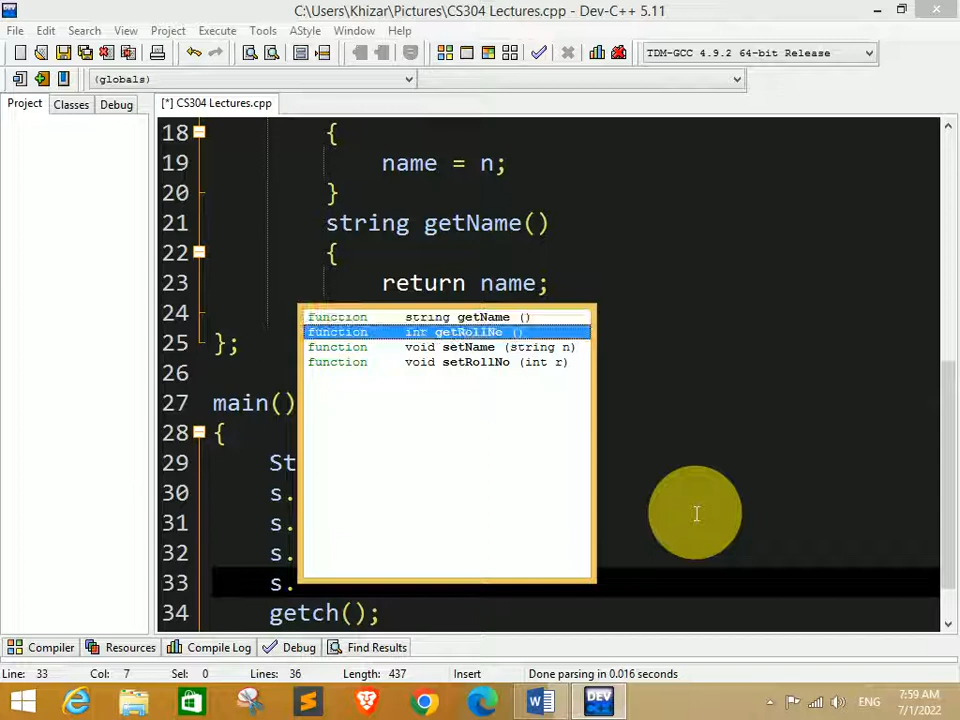 C:\Users\Khizar\Pictures\CS304 Lectures.cpp - Dev-C++ 5.11
File Edit Search View Project Execute Tools AStyle Window Help
TDM-GCC 4.9.2 64-bit Release
(globals)
Project Classes Debug [*] CS304 Lectures.cpp
18 {
19 name = n;
20 }
21 string getName()
22 {
23 return name;
24
25 };
26
27 main()
28 {
29 St
30 s.
31 s.
32 s.
33 s.
34 getch();
function string getName ()
function int getRollNo ()
function void setName (string n)
function void setRollNo (int r)
Compiler Resources Compile Log Debug Find Results
Line: 33 Col: 7 Sel: 0 Lines: 36 Length: 437 Insert Done parsing in 0.016 seconds
DEV
ENG
7:59 AM
7/1/2022